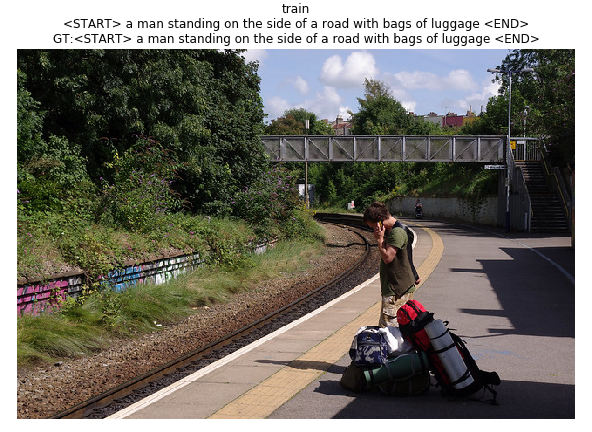 train
<START> a man standing on the side of a road with bags of luggage <END>
GT:<START> a man standing on the side of a road with bags of luggage <END>